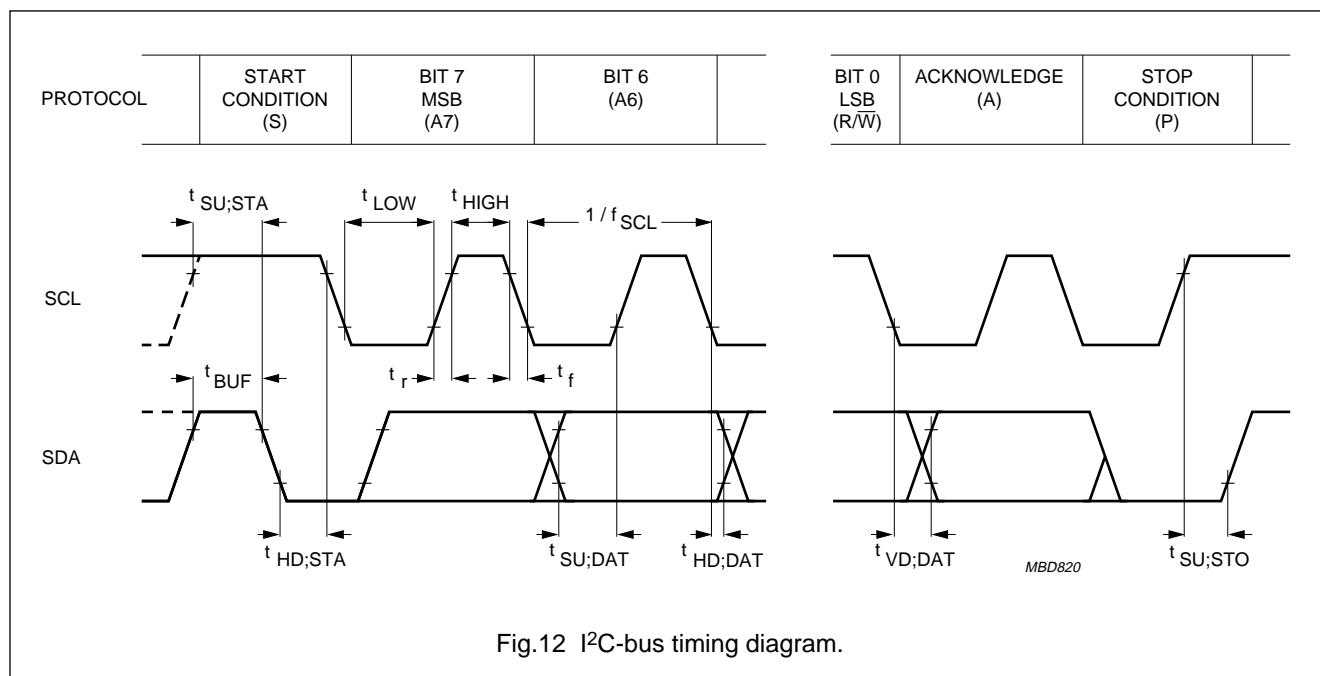 PROTOCOL
START CONDITION (S)
BIT 7 MSB (A7)
BIT 6 (A6)
BIT 0 LSB (R/W̅)
ACKNOWLEDGE (A)
STOP CONDITION (P)
t SU;STA
t LOW
t HIGH
1 / f SCL
SCL
t BUF
t r
t f
SDA
t HD;STA
t SU;DAT
t HD;DAT
t VD;DAT
MBD820
t SU;STO
Fig.12 I²C-bus timing diagram.